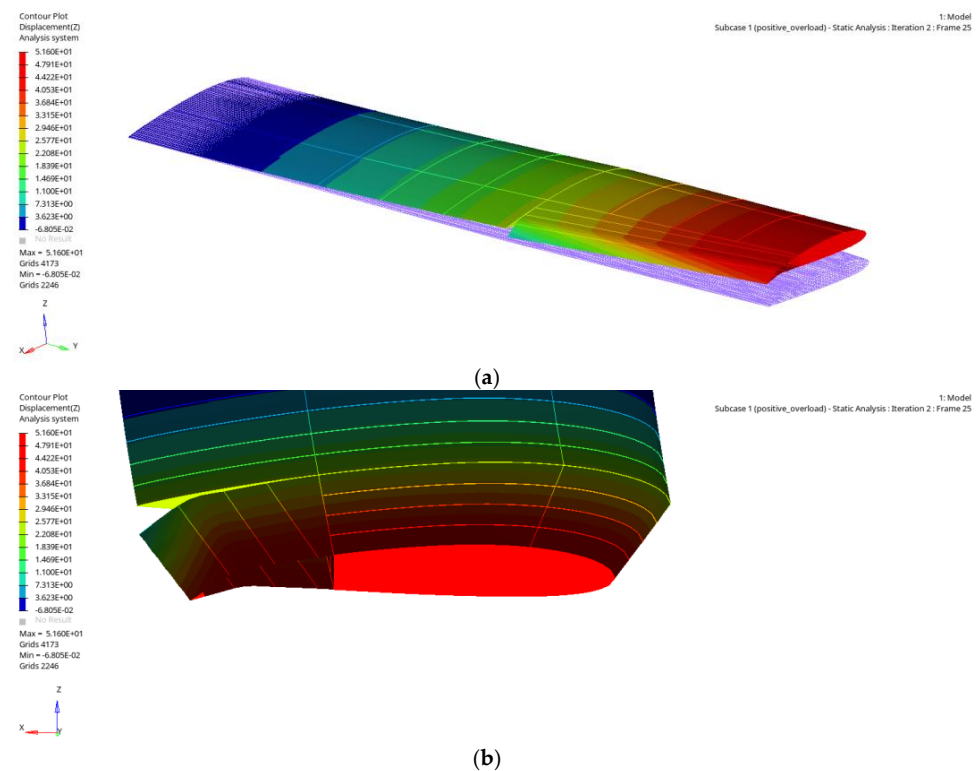 Contour Plot
Displacement(Z)
Analysis system
5.160E+01
4.791E+01
4.422E+01
4.053E+01
3.684E+01
3.315E+01
2.946E+01
2.577E+01
2.208E+01
1.839E+01
1.469E+01
1.100E+01
7.313E+00
3.623E+00
-6.805E-02
No Result
Max = 5.160E+01
Grids 4173
Min = -6.805E-02
Grids 2246
1: Model
Subcase 1 (positive_overload) - Static Analysis : Iteration 2 : Frame 25
Z
X
Y
(a)
Contour Plot
Displacement(Z)
Analysis system
5.160E+01
4.791E+01
4.422E+01
4.053E+01
3.684E+01
3.315E+01
2.946E+01
2.577E+01
2.208E+01
1.839E+01
1.469E+01
1.100E+01
7.313E+00
3.623E+00
-6.805E-02
No Result
Max = 5.160E+01
Grids 4173
Min = -6.805E-02
Grids 2246
1: Model
Subcase 1 (positive_overload) - Static Analysis : Iteration 2 : Frame 25
Z
X
Y
(b)